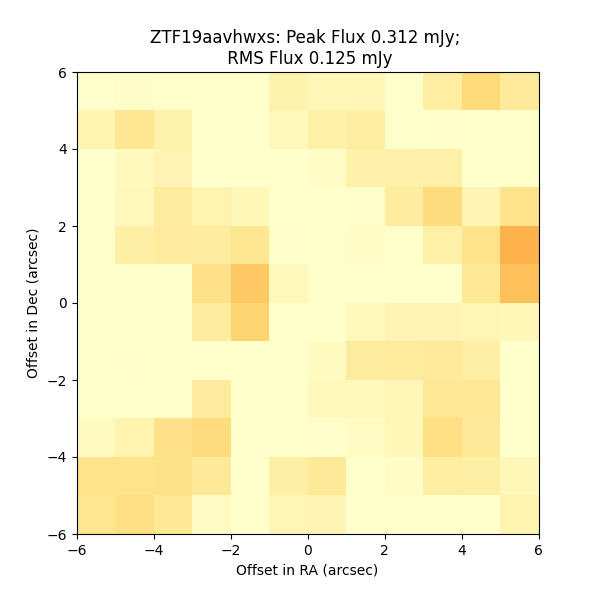 ZTF19aavhwxs: Peak Flux 0.312 mJy;
RMS Flux 0.125 mJy
6
4
2
0
−2
−4
−6
Offset in Dec (arcsec)
−6 −4 −2 0 2 4 6
Offset in RA (arcsec)